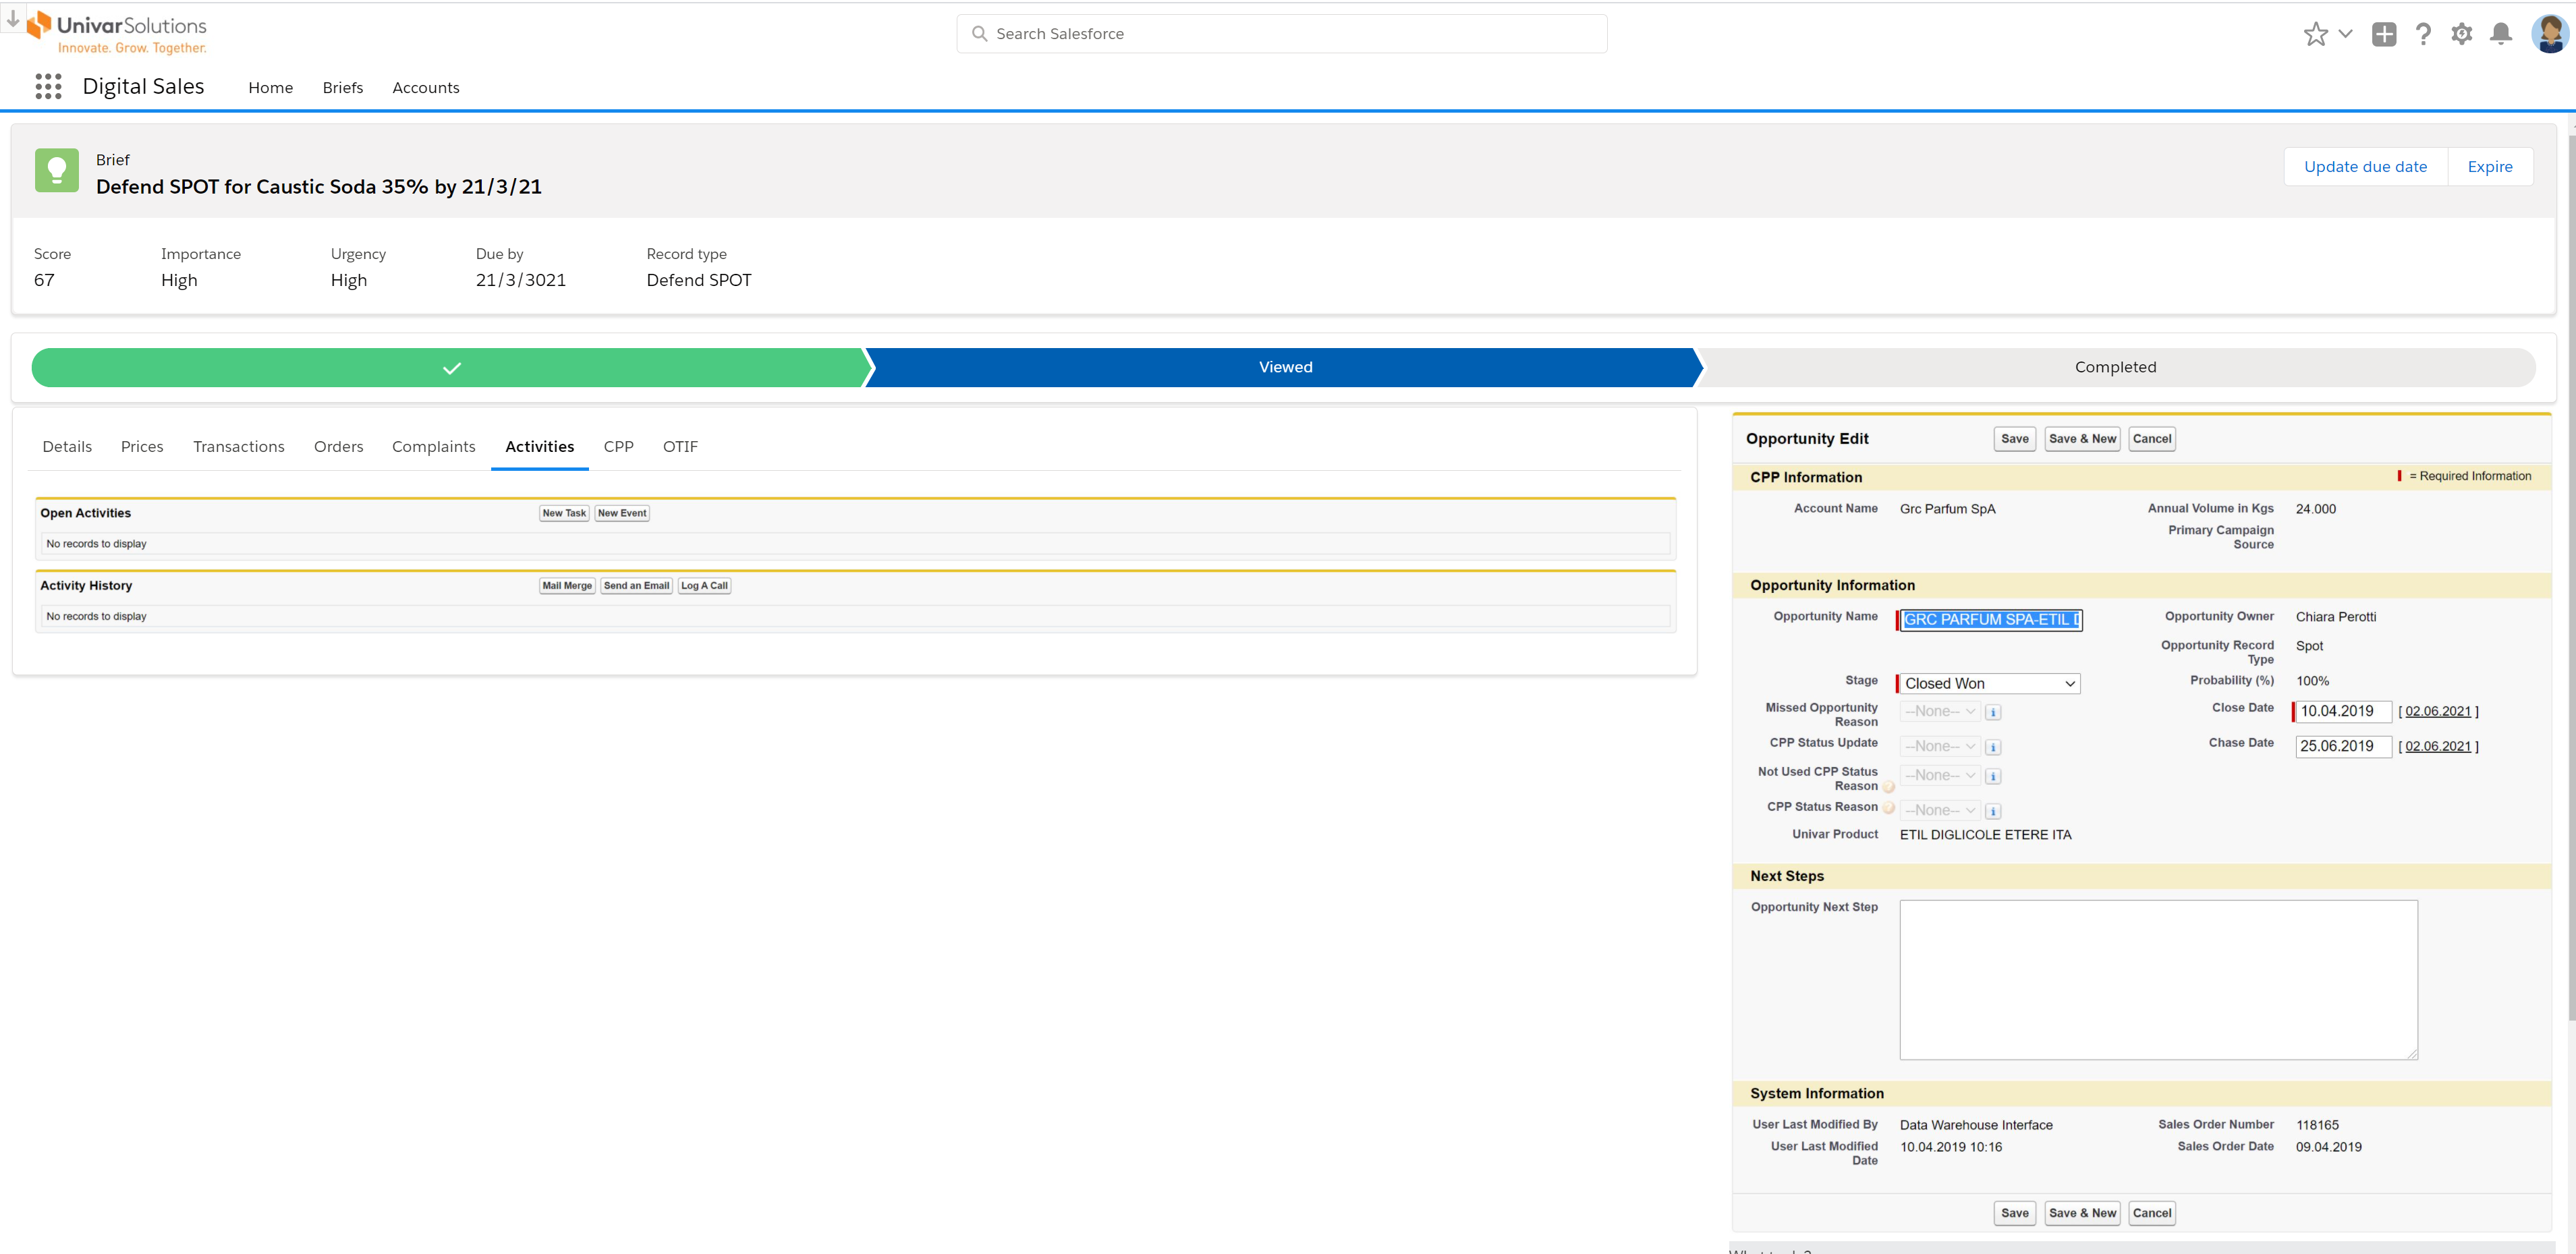 UnivarSolutions
Innovate. Grow. Together.
Search Salesforce
Digital Sales
Home Briefs Accounts
Brief
Defend SPOT for Caustic Soda 35% by 21/3/21
Update due date Expire
Score Importance Urgency Due by Record type
67 High High 21/3/3021 Defend SPOT
Viewed Completed
Details Prices Transactions Orders Complaints Activities CPP OTIF
Open Activities New Task New Event
No records to display
Activity History Mail Merge Send an Email Log A Call
No records to display
Opportunity Edit Save Save & New Cancel
CPP Information = Required Information
Account Name Grc Parfum SpA Annual Volume in Kgs 24.000
Primary Campaign
Source
Opportunity Information
Opportunity Name GRC PARFUM SPA-ETIL Opportunity Owner Chiara Perotti
Opportunity Record
Type Spot
Stage Closed Won Probability (%) 100%
Missed Opportunity
Reason --None-- Close Date 10.04.2019 [ 02.06.2021 ]
CPP Status Update --None-- Chase Date 25.06.2019 [ 02.06.2021 ]
Not Used CPP Status
Reason --None--
CPP Status Reason --None--
Univar Product ETIL DIGLICOLE ETERE ITA
Next Steps
Opportunity Next Step
System Information
User Last Modified By Data Warehouse Interface Sales Order Number 118165
User Last Modified
Date 10.04.2019 10:16 Sales Order Date 09.04.2019
Save Save & New Cancel